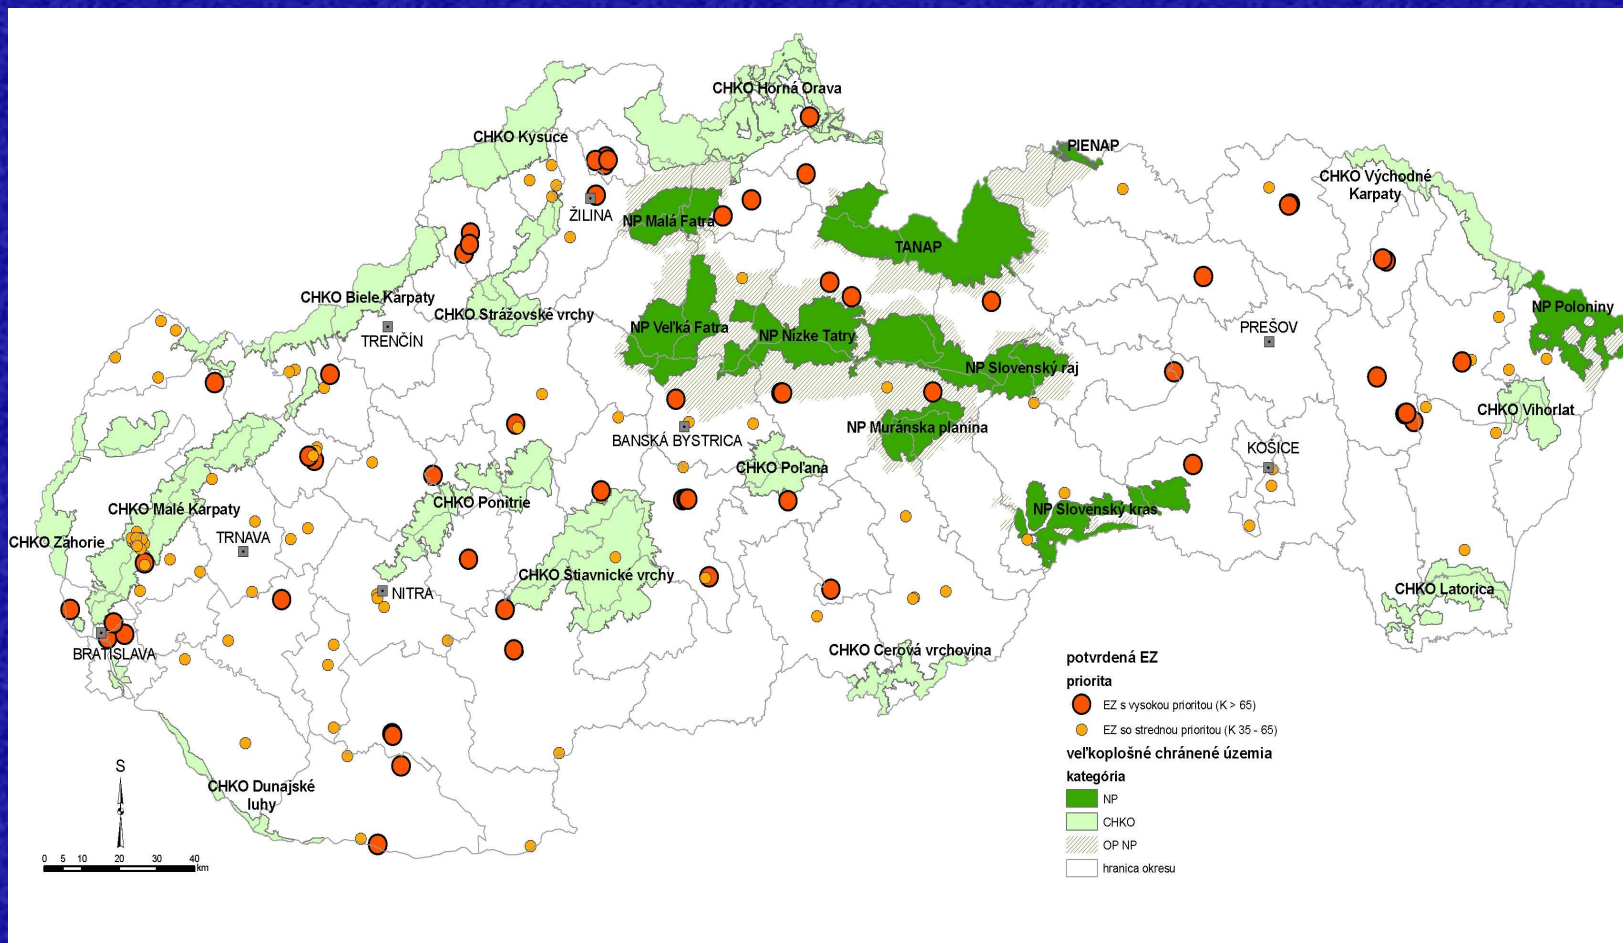 CHKO Horná Orava
CHKO Kysuce
PIENAP
CHKO Východné
Karpaty
ŽILINA
NP Malá Fatra
TANAP
CHKO Biele Karpaty
CHKO Strážovské vrchy
TRENČÍN
NP Veľká Fatra
NP Nízke Tatry
PREŠOV
NP Poloniny
NP Slovenský raj
CHKO Vihorlat
BANSKÁ BYSTRICA
NP Muránska planina
KOŠICE
CHKO Poľana
CHKO Ponitrie
CHKO Malé Karpaty
NP Slovenský kras
TRNAVA
CHKO Záhorie
CHKO Štiavnické vrchy
NITRA
CHKO Latorica
BRATISLAVA
CHKO Cerová vrchovina
CHKO Dunajské
luhy
S
0 5 10 20 30 40
km
potvrdená EZ
priorita
EZ s vysokou prioritou (K > 65)
EZ so strednou prioritou (K 35 - 65)
veľkoplošné chránené územia
kategória
NP
CHKO
OP NP
hranica okresu